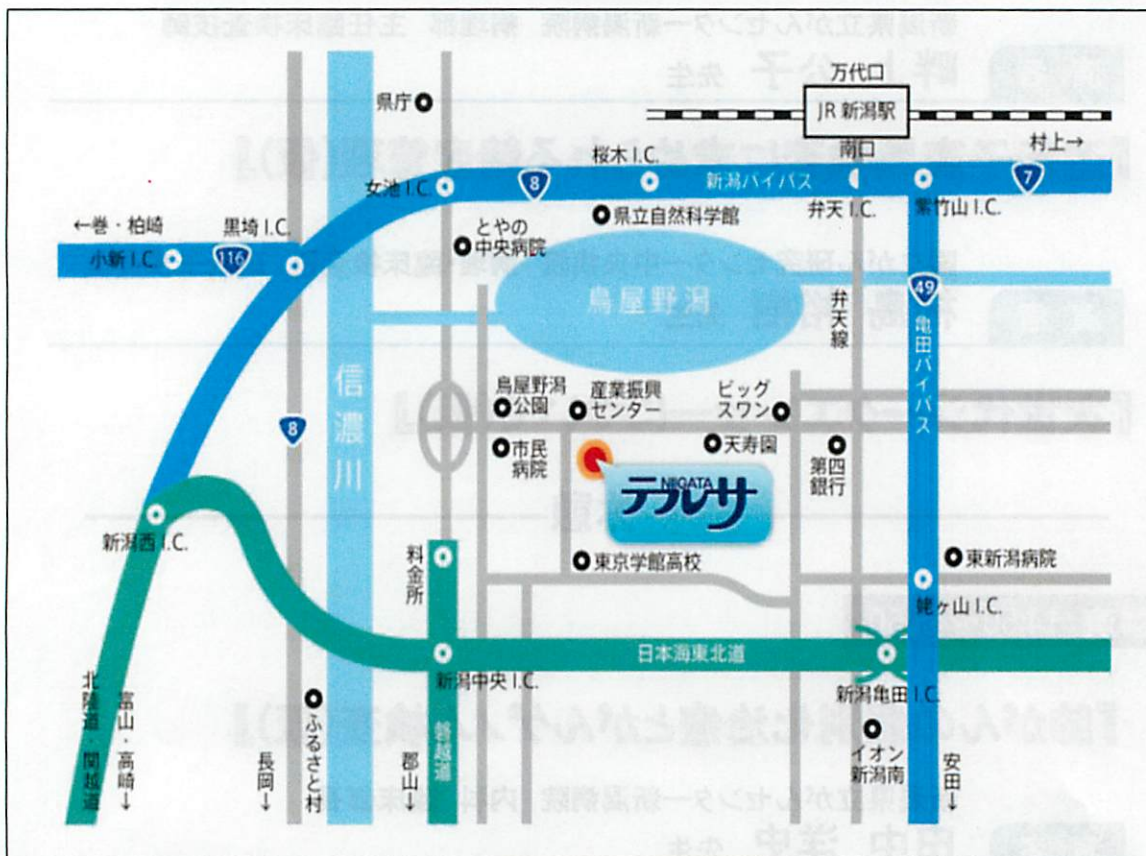 万代口
JR 新潟駅
南口
村上→
県庁
桜木 I.C.
女池 I.C.
8
新潟バイパス
7
弁天 I.C.
紫竹山 I.C.
県立自然科学館
とやの
中央病院
←巻・柏崎
黒埼 I.C.
小新 I.C.
116
鳥屋野潟
弁天線
49
亀田バイパス
信濃川
8
鳥屋野潟
公園
産業振興
センター
ビッグ
スワン
市民
病院
天寿園
第四
銀行
NIIGATA
テルサ
新潟西 I.C.
料金所
東京学館高校
東新潟病院
姥ヶ山 I.C.
日本海東北道
新潟中央 I.C.
新潟亀田 I.C.
北陸道・関越道
富山・高崎↓
長岡↓
ふるさと村
郡山↓
磐越道
イオン
新潟南
安田↓